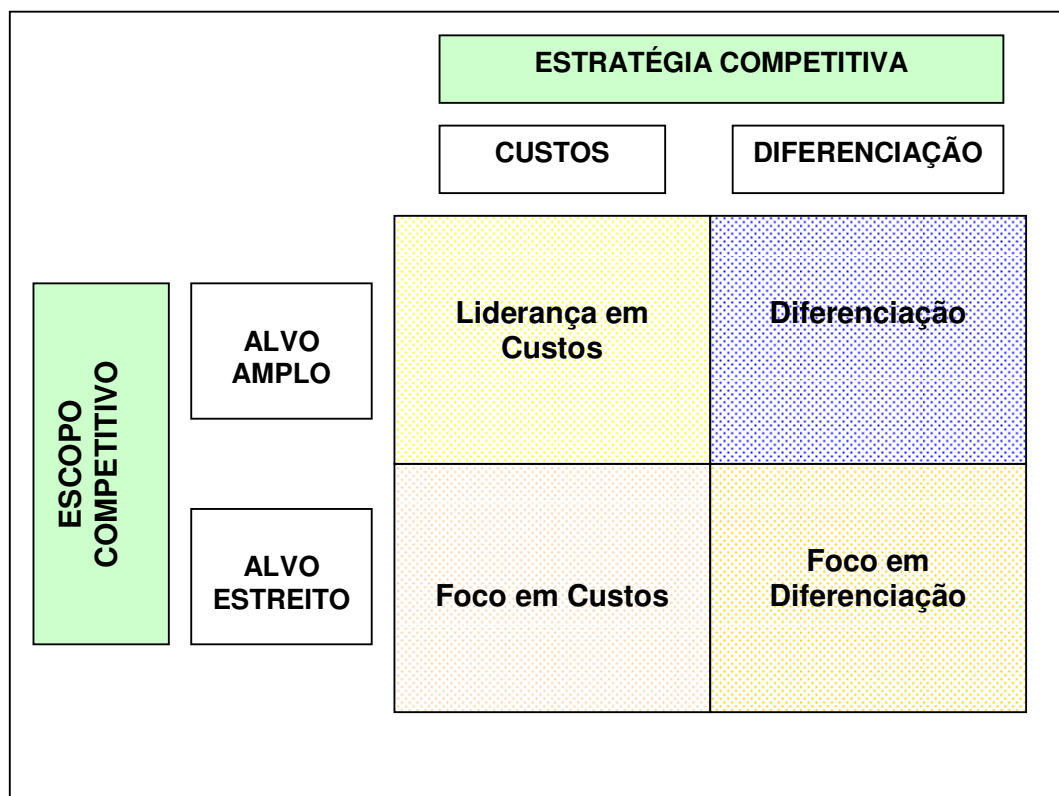 ESTRATÉGIA COMPETITIVA
CUSTOS
DIFERENCIAÇÃO
ESCOPO
COMPETITIVO
ALVO
AMPLO
Liderança em
Custos
Diferenciação
ALVO
ESTREITO
Foco em Custos
Foco em
Diferenciação